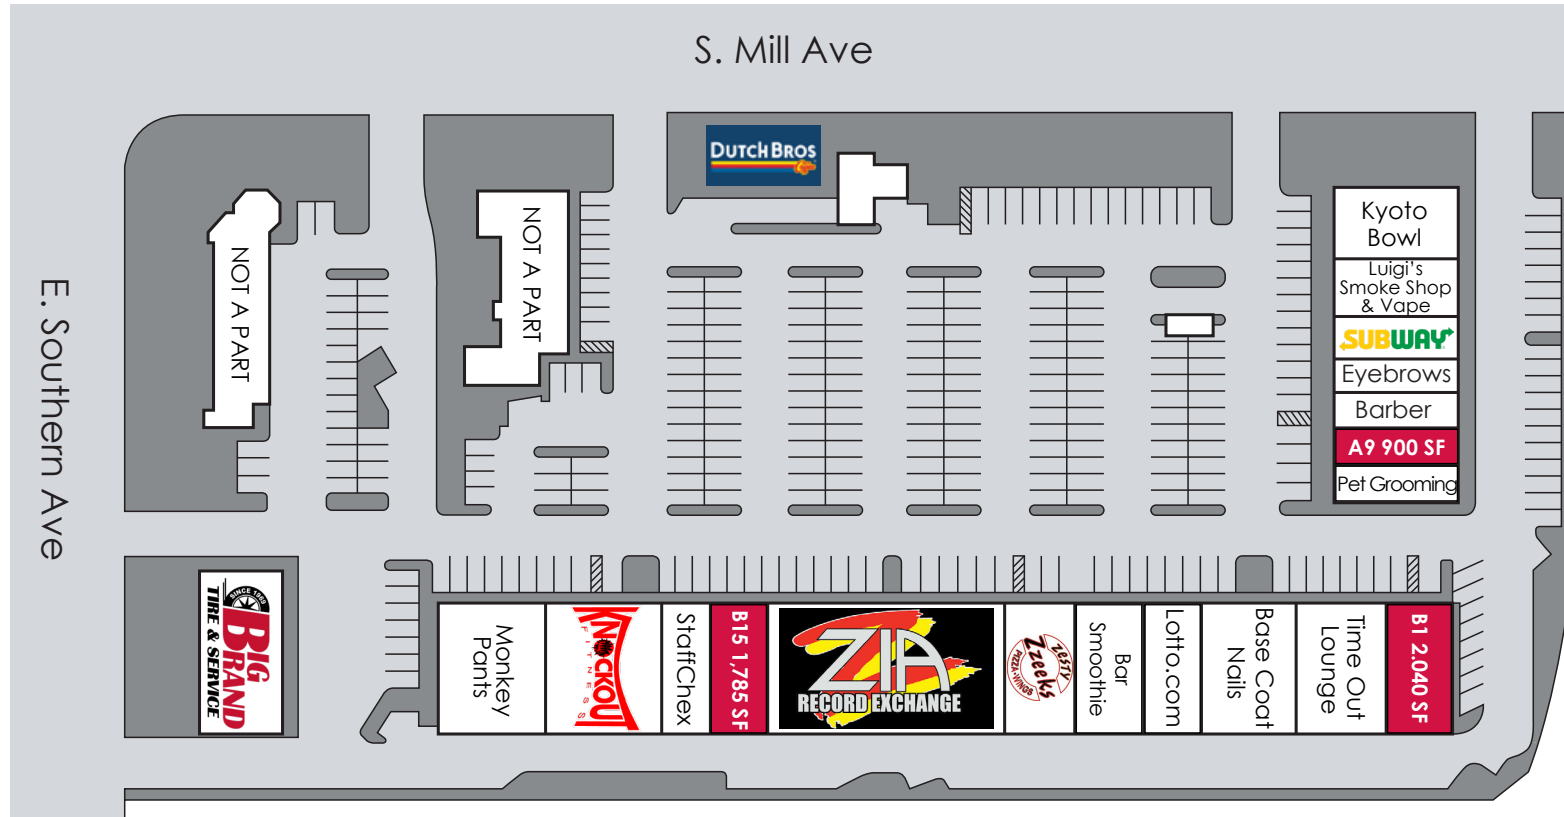 S. Mill Ave
E. Southern Ave
DUTCH BROS
NOT A PART
NOT A PART
Kyoto
Bowl
Luigi's
Smoke Shop
& Vape
SUBWAY
Eyebrows
Barber
A9 900 SF
Pet Grooming
SINCE 1980
BIG
BRAND
TIRE & SERVICE
Monkey
Pants
KNOCKOUT
FITNESS
StaffChex
B15 1,785 SF
ZIA
RECORD EXCHANGE
ZESTY
Zzeeks
PIZZA•WINGS
Bar
Smoothie
Lotto.com
Base Coat
Nails
Time Out
Lounge
B1 2.040 SF